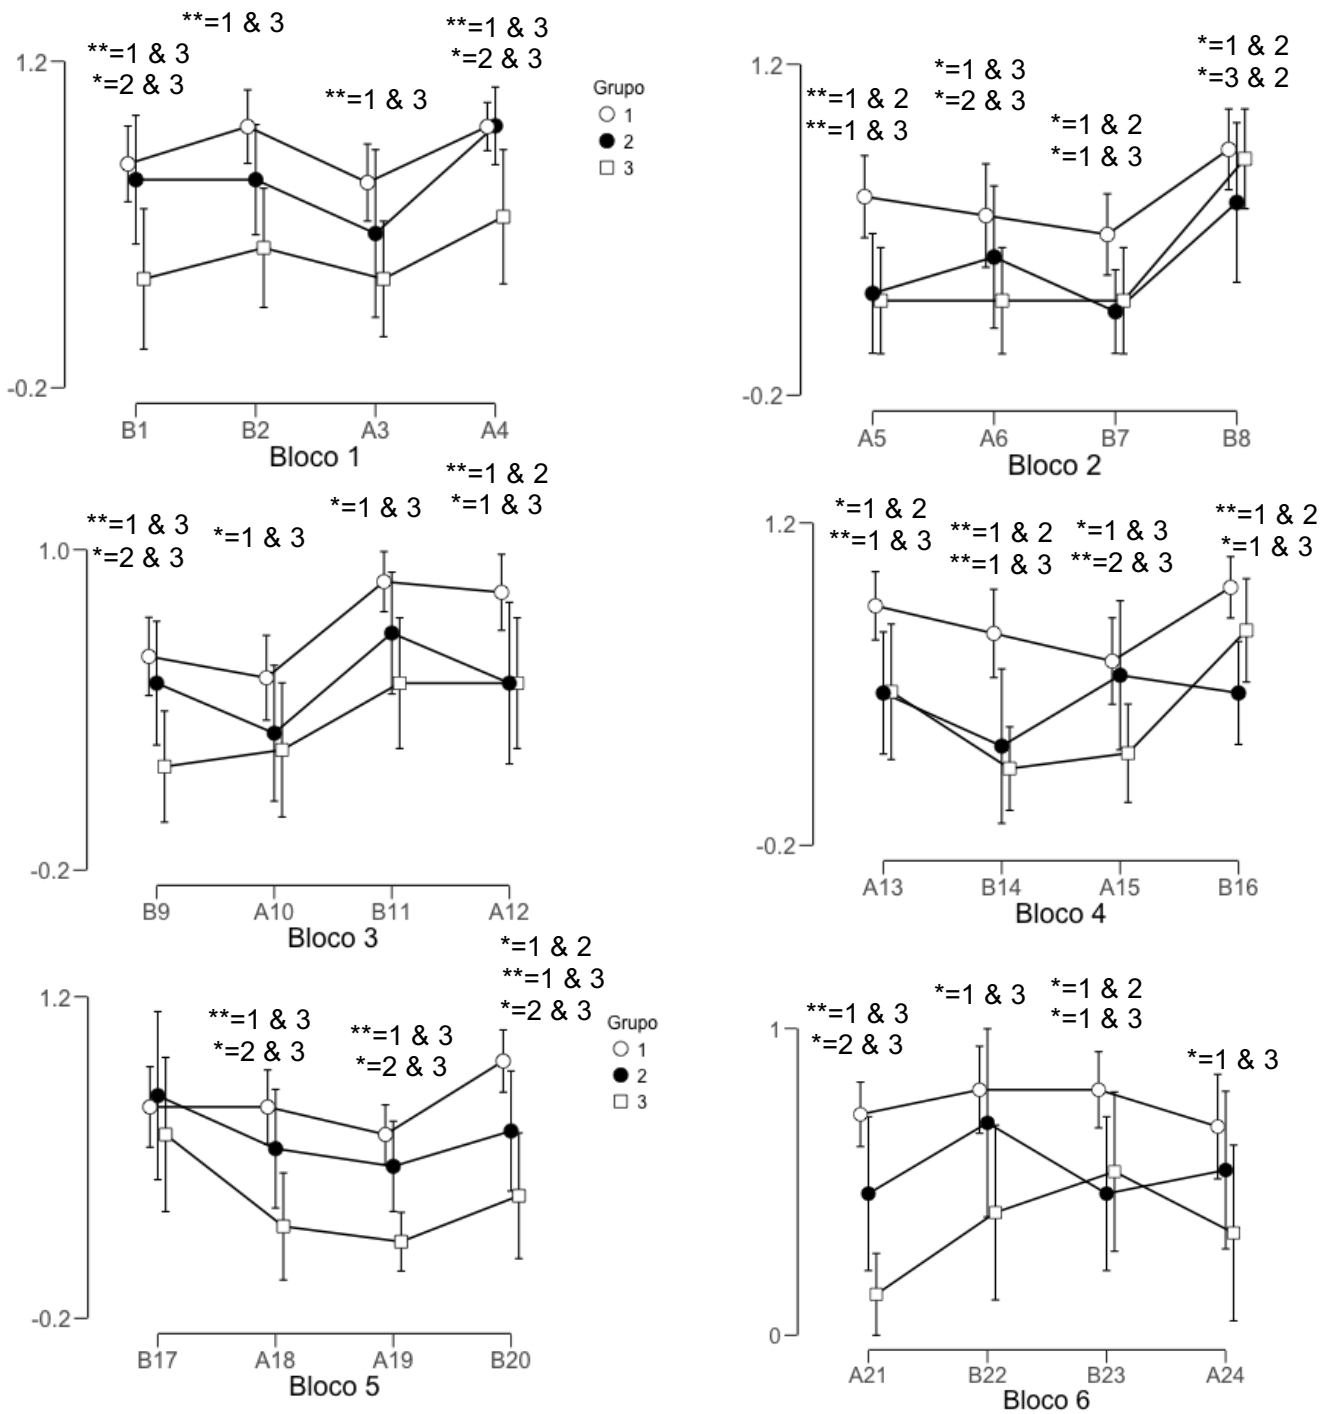 **=1 & 3
*=2 & 3
**=1 & 3
**=1 & 3
**=1 & 3
*=2 & 3
1.2
-0.2
B1 B2 A3 A4
Bloco 1
Grupo
1
2
3
**=1 & 2
**=1 & 3
*=1 & 3
*=2 & 3
*=1 & 2
*=1 & 3
*=1 & 2
*=3 & 2
1.2
-0.2
A5 A6 B7 B8
Bloco 2
**=1 & 3
*=2 & 3
*=1 & 3
*=1 & 3
**=1 & 2
*=1 & 3
1.0
-0.2
B9 A10 B11 A12
Bloco 3
*=1 & 2
**=1 & 3
**=1 & 2
**=1 & 3
*=1 & 3
**=2 & 3
**=1 & 2
*=1 & 3
1.2
-0.2
A13 B14 A15 B16
Bloco 4
**=1 & 3
*=2 & 3
**=1 & 3
*=2 & 3
*=1 & 2
**=1 & 3
*=2 & 3
1.2
-0.2
B17 A18 A19 B20
Bloco 5
Grupo
1
2
3
**=1 & 3
*=2 & 3
*=1 & 3
*=1 & 2
*=1 & 3
*=1 & 3
1
0
A21 B22 B23 A24
Bloco 6